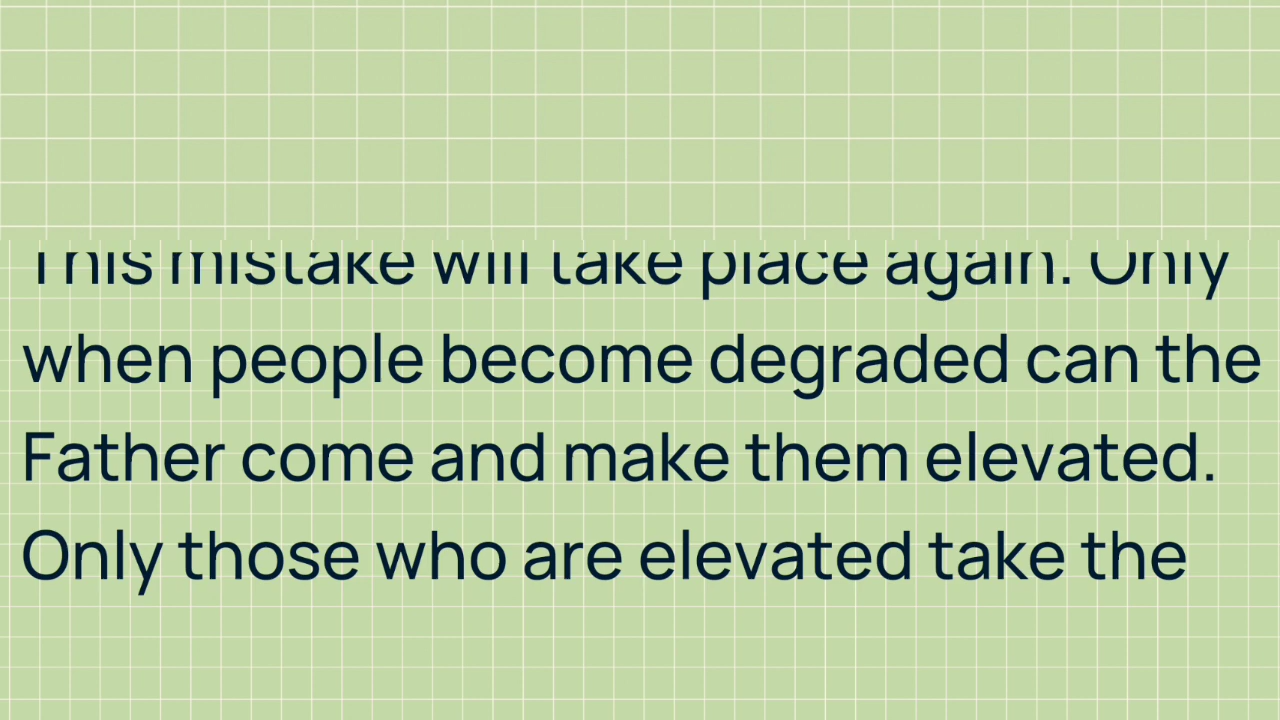 This mistake will take place again. Only
when people become degraded can the
Father come and make them elevated.
Only those who are elevated take the